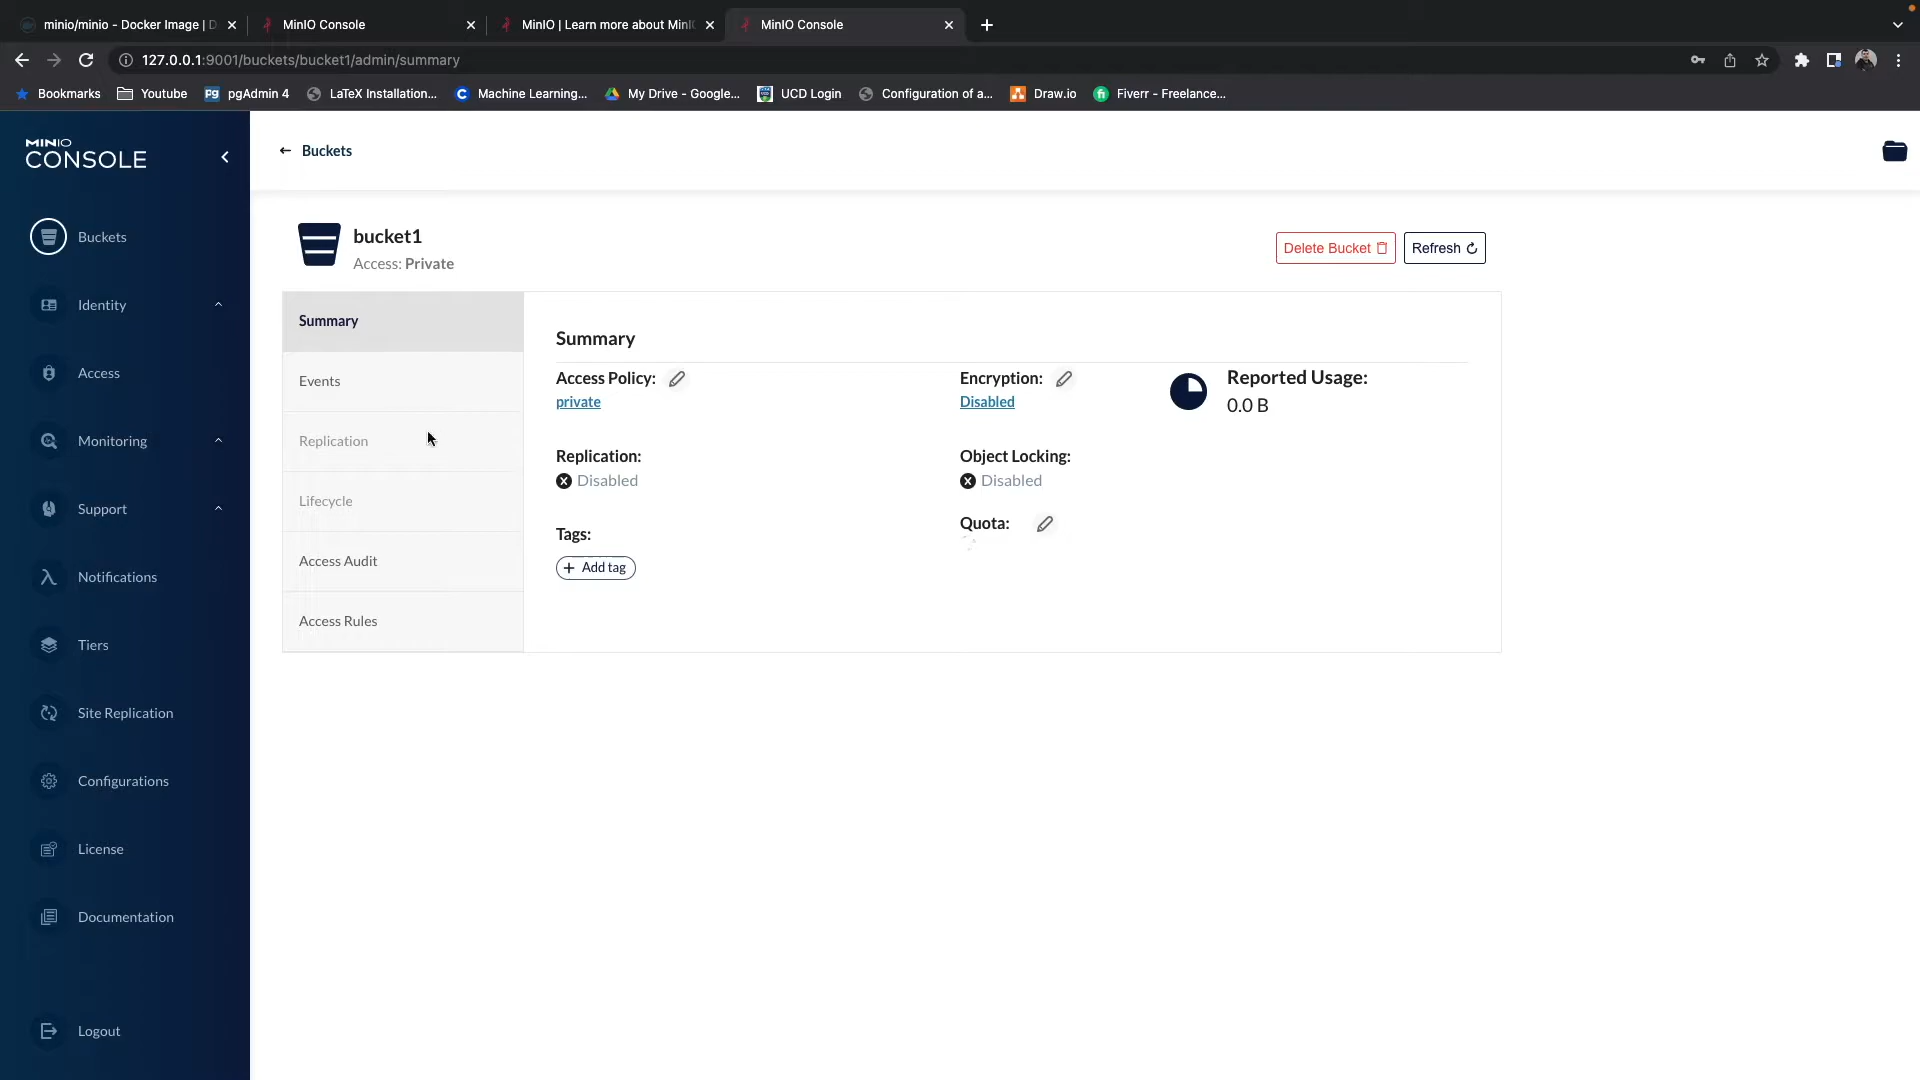 minio/minio - Docker Image | D
MinIO Console
MinIO | Learn more about Mini
MinIO Console
127.0.0.1:9001/buckets/bucket1/admin/summary
Bookmarks
Youtube
pgAdmin 4
LaTeX Installation...
Machine Learning...
My Drive - Google...
UCD Login
Configuration of a...
Draw.io
Fiverr - Freelance...
MINIO
CONSOLE
Buckets
Identity
Access
Monitoring
Support
Notifications
Tiers
Site Replication
Configurations
License
Documentation
Logout
Buckets
bucket1
Access: Private
Delete Bucket
Refresh
Summary
Events
Replication
Lifecycle
Access Audit
Access Rules
Summary
Access Policy:
private
Encryption:
Disabled
Reported Usage:
0.0 B
Replication:
Disabled
Object Locking:
Disabled
Tags:
+ Add tag
Quota: